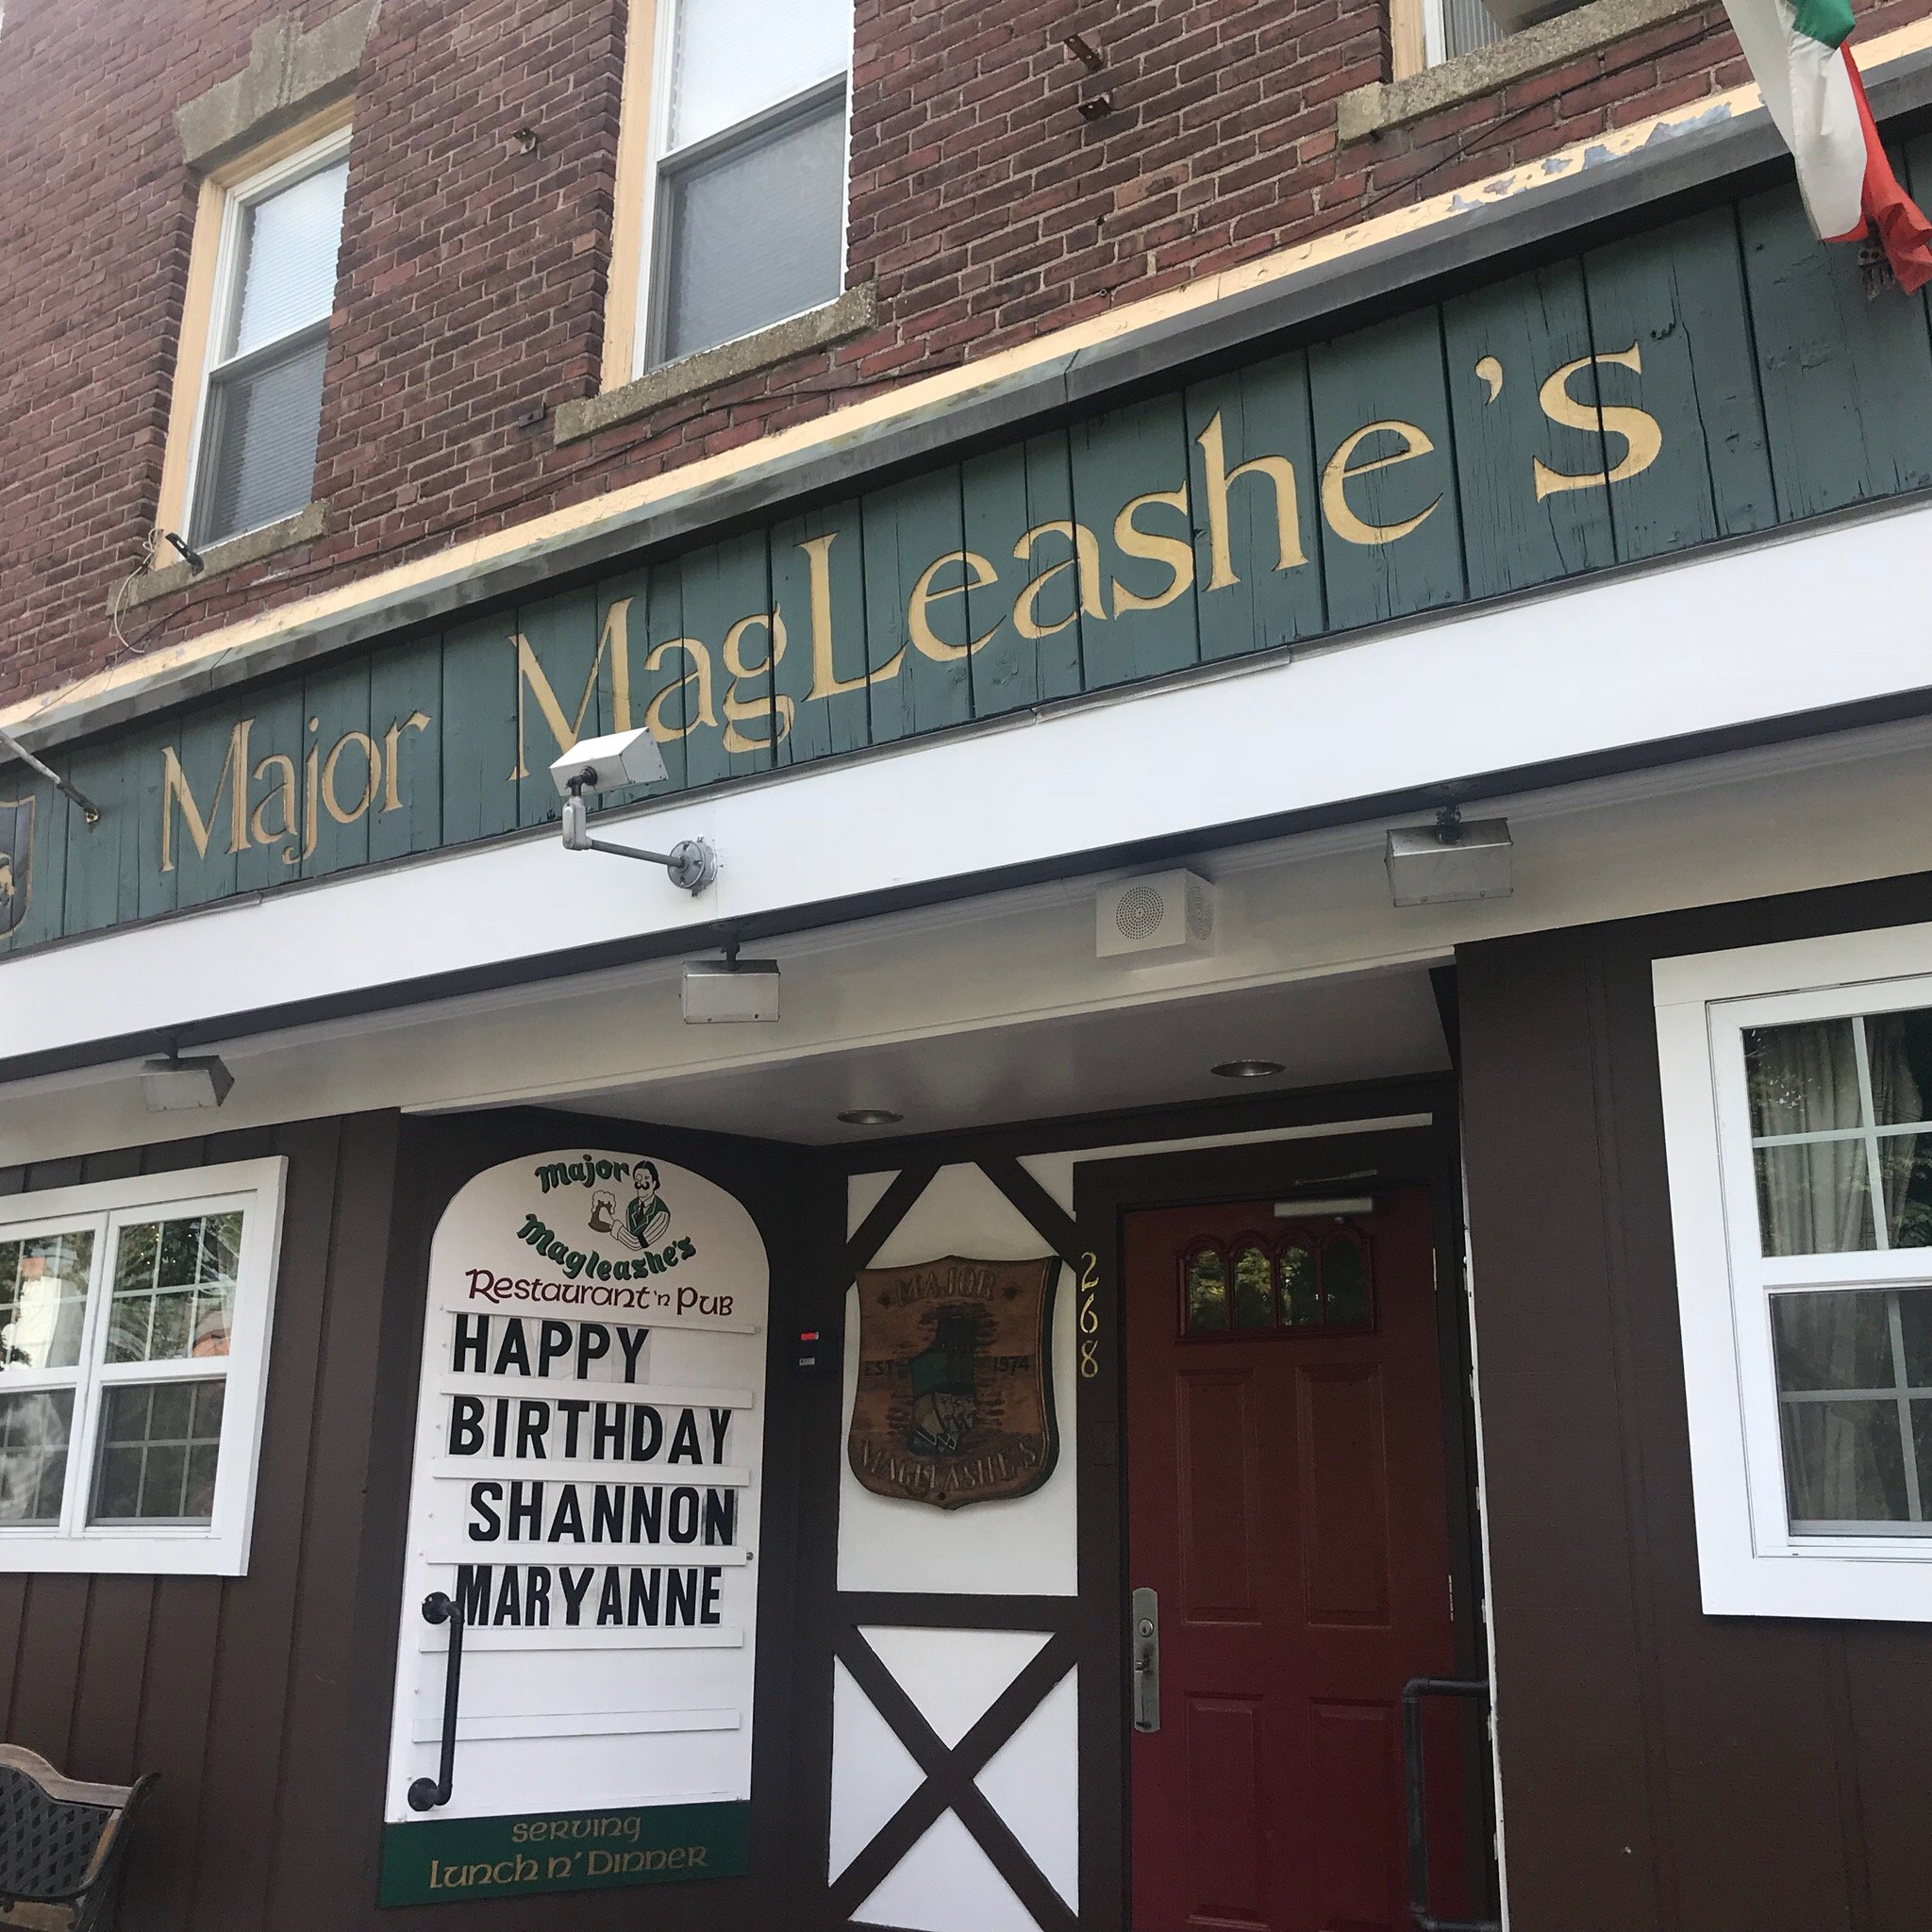 Major MagLeashe's
Major
Magleashe's
Restaurant 'n Pub
HAPPY
BIRTHDAY
SHANNON
MARYANNE
Serving
Lunch n' Dinner
MAJOR
EST 1974
MAGLEASHE'S
268